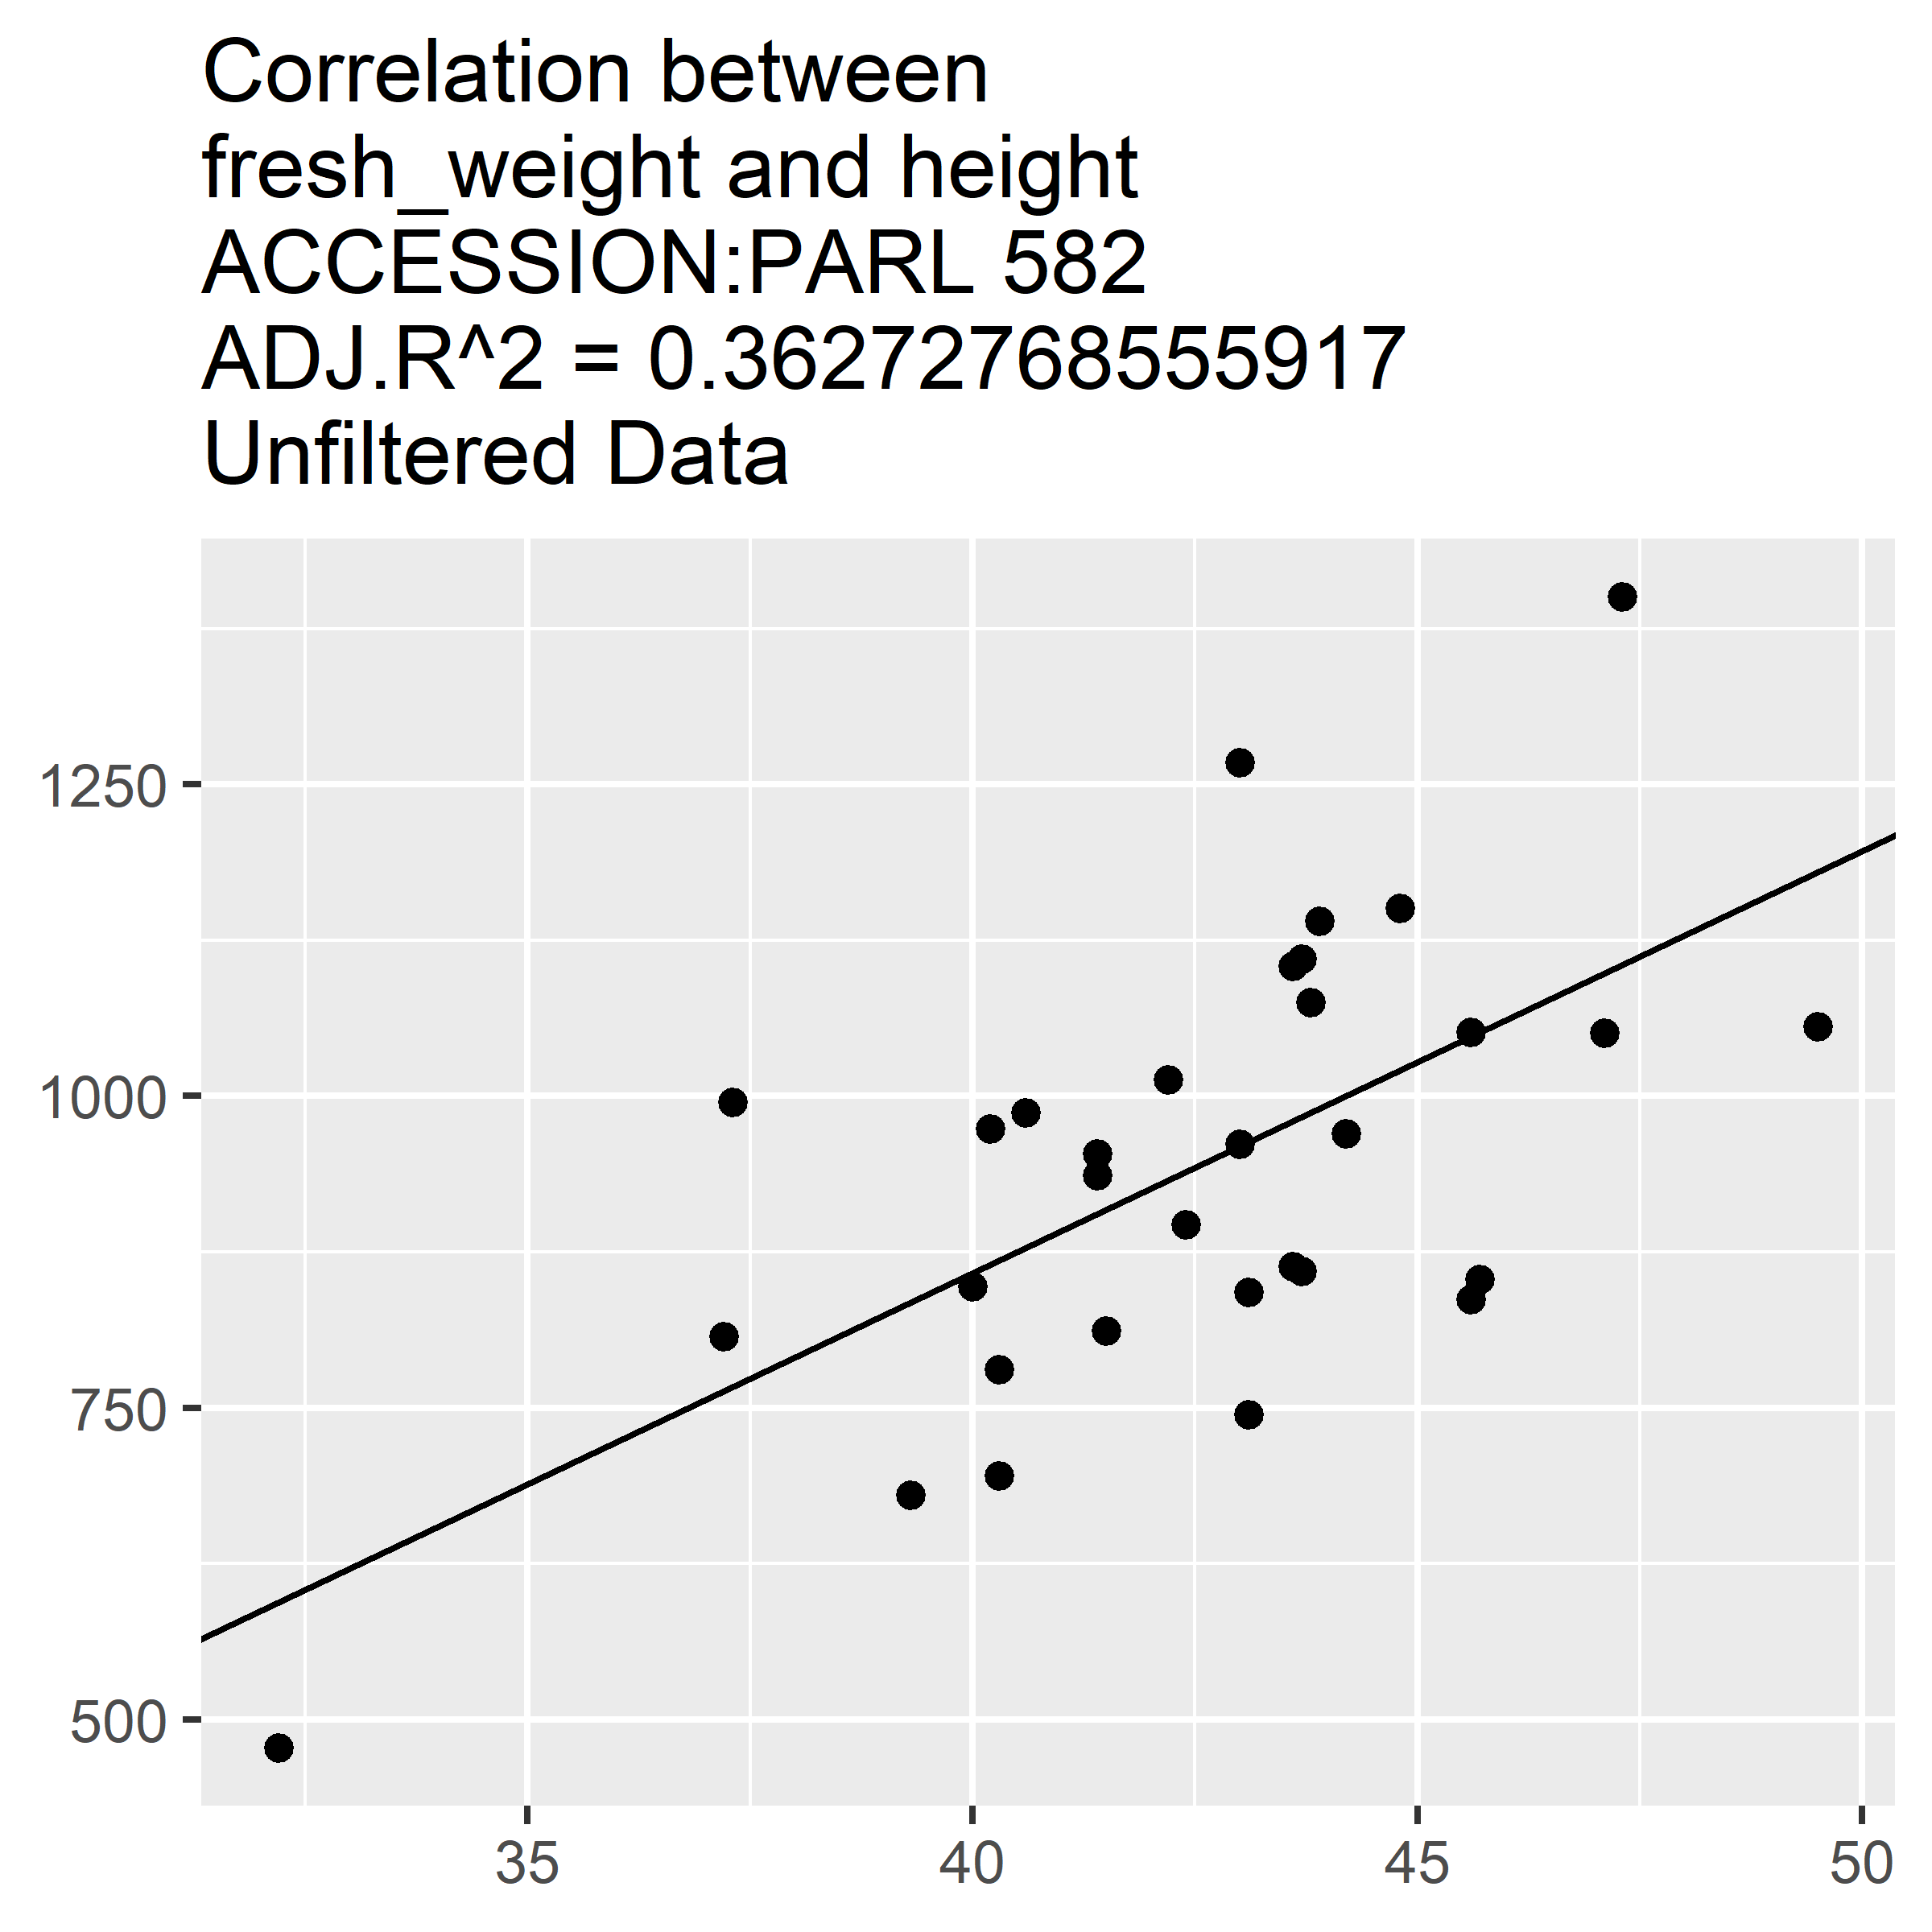 Correlation between
fresh_weight and height
ACCESSION:PARL 582
ADJ.R^2 = 0.36272768555917
Unfiltered Data
1250
1000
750
500
35 40 45 50